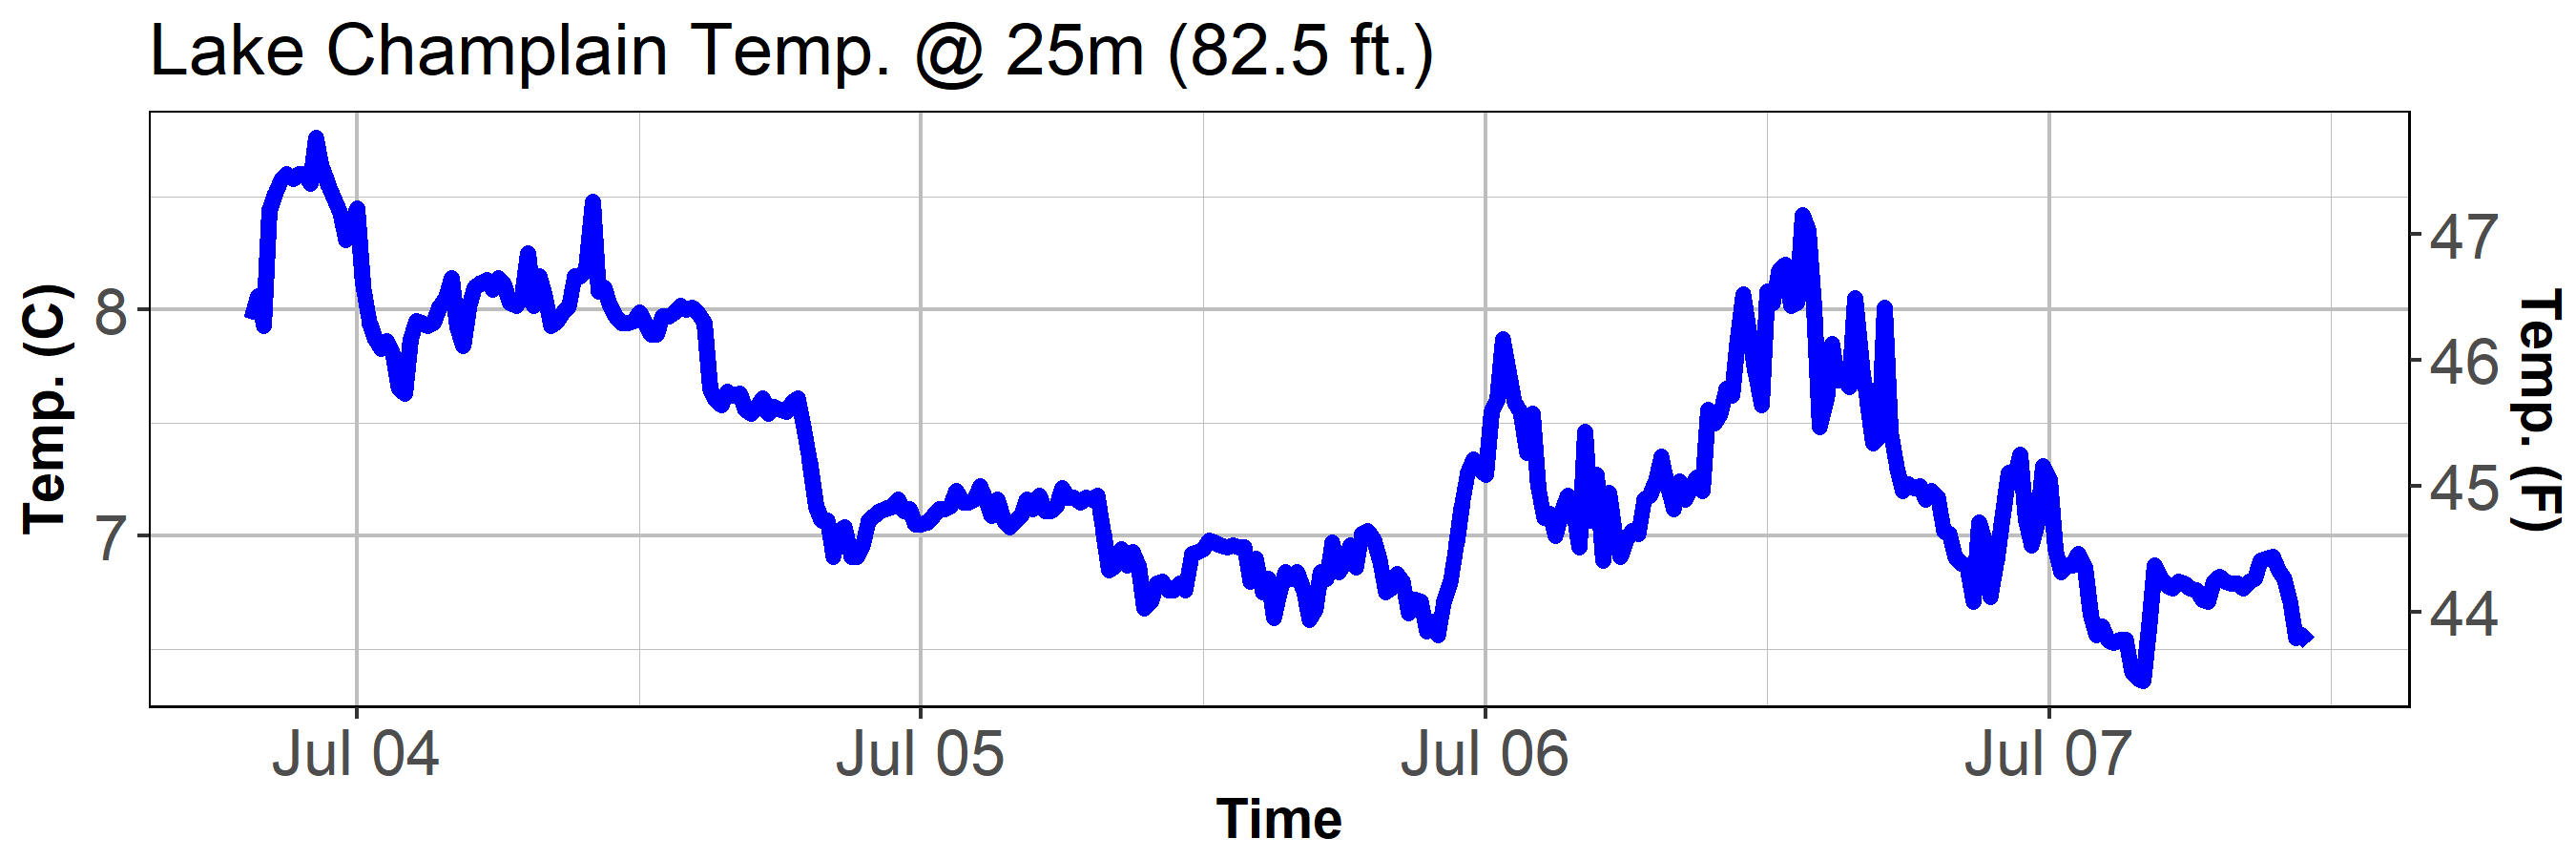 Lake Champlain Temp. @ 25m (82.5 ft.)
Temp. (C)
8
7
47
46
45
44
Temp. (F)
Jul 04 Jul 05 Jul 06 Jul 07
Time